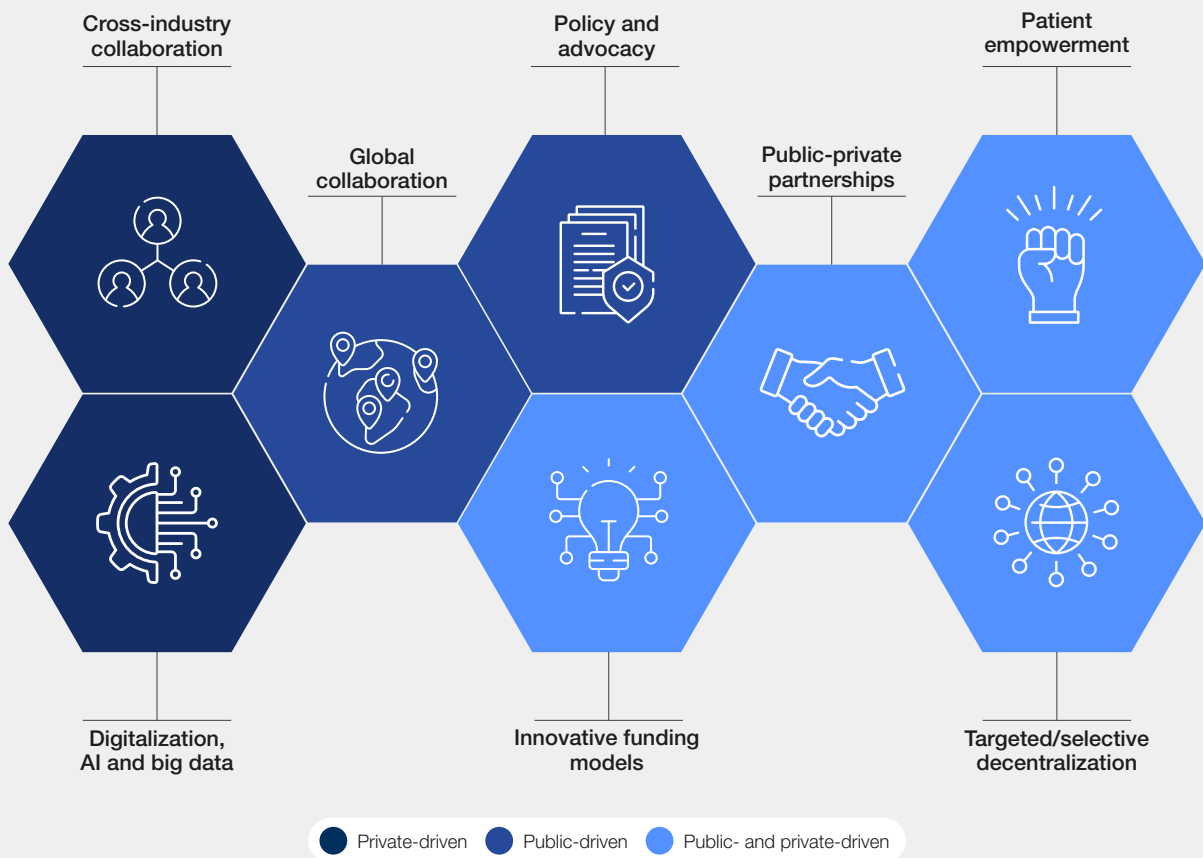 Cross-industry
collaboration
Policy and
advocacy
Patient
empowerment
Global
collaboration
Public-private
partnerships
Digitalization,
AI and big data
Innovative funding
models
Targeted/selective
decentralization
Private-driven
Public-driven
Public- and private-driven